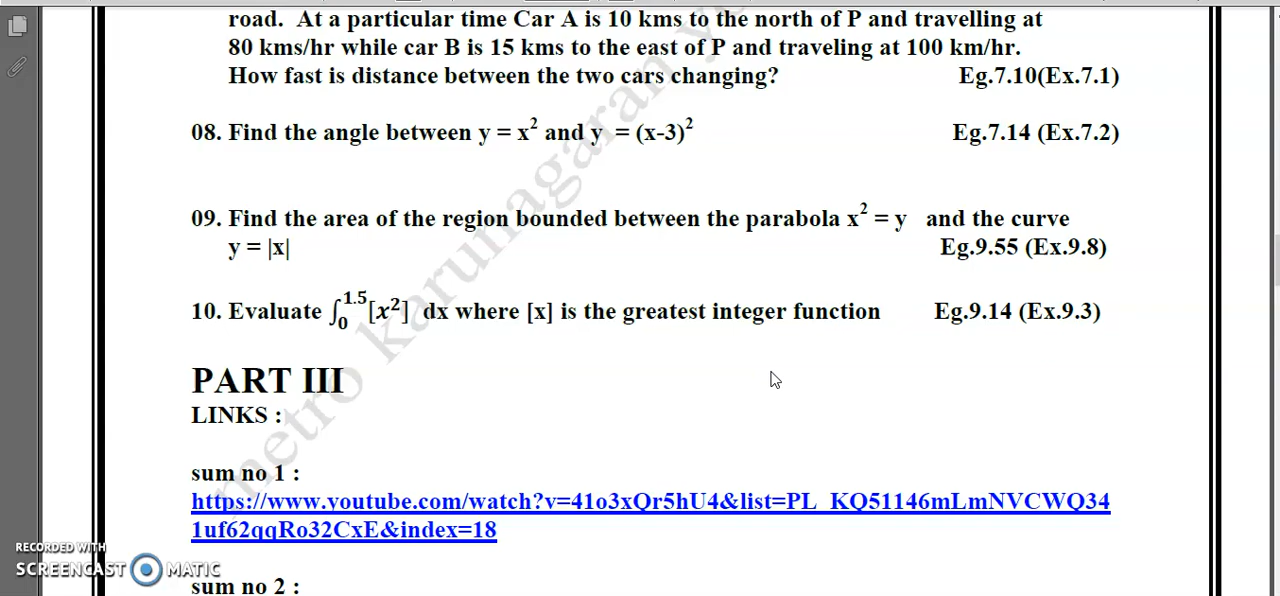 road. At a particular time Car A is 10 kms to the north of P and travelling at
80 kms/hr while car B is 15 kms to the east of P and traveling at 100 km/hr.
How fast is distance between the two cars changing? Eg.7.10(Ex.7.1)
08. Find the angle between y = x² and y = (x-3)² Eg.7.14 (Ex.7.2)
09. Find the area of the region bounded between the parabola x² = y and the curve
y = |x| Eg.9.55 (Ex.9.8)
10. Evaluate ∫₀^1.5 [x²] dx where [x] is the greatest integer function Eg.9.14 (Ex.9.3)
PART III
LINKS :
sum no 1 :
https://www.youtube.com/watch?v=41o3xQr5hU4&list=PL_KQ51146mLmNVCWQ34
1uf62qqRo32CxE&index=18
sum no 2 :
metro karunagaran
RECORDED WITH
SCREENCAST MATIC